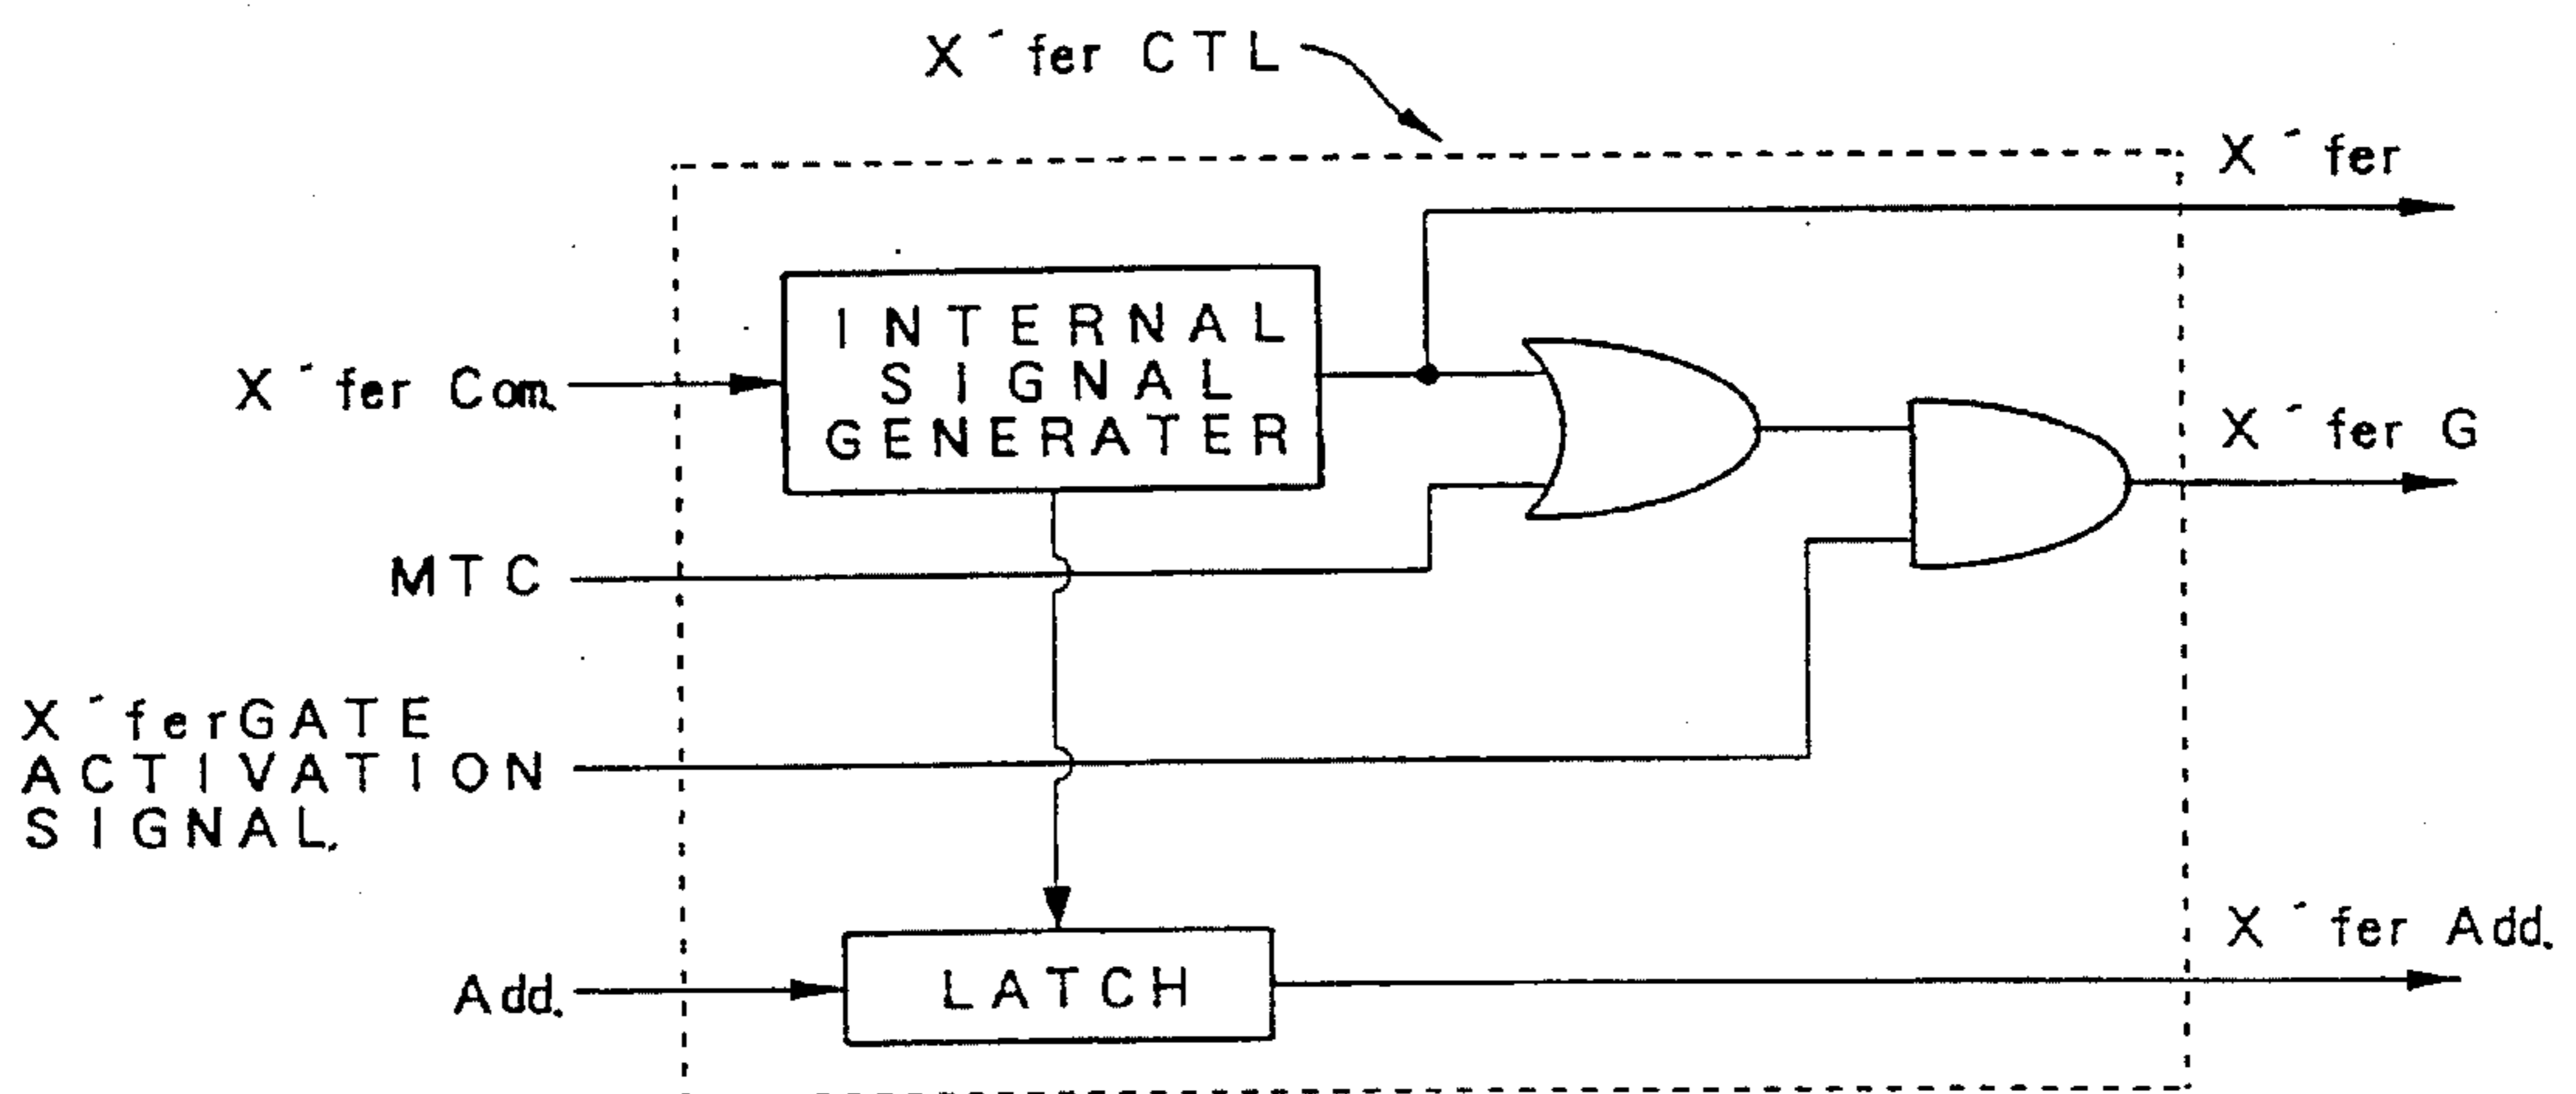 X´fer CTL
X´fer
INTERNAL
SIGNAL
GENERATER
X´fer Com.
X´fer G
MTC
X´ferGATE
ACTIVATION
SIGNAL.
X´fer Add.
Add.
LATCH